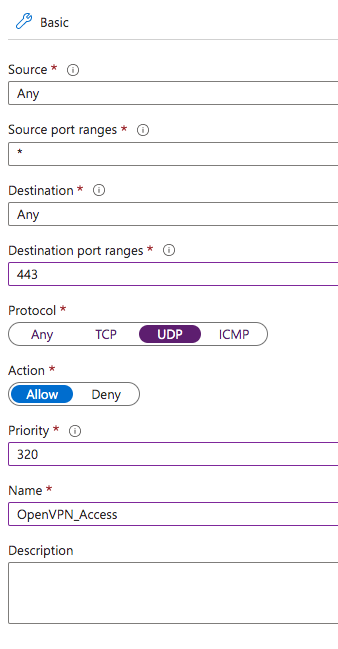 Basic
Source *
Any
Source port ranges *
*
Destination *
Any
Destination port ranges *
443
Protocol *
Any TCP UDP ICMP
Action *
Allow Deny
Priority *
320
Name *
OpenVPN_Access
Description